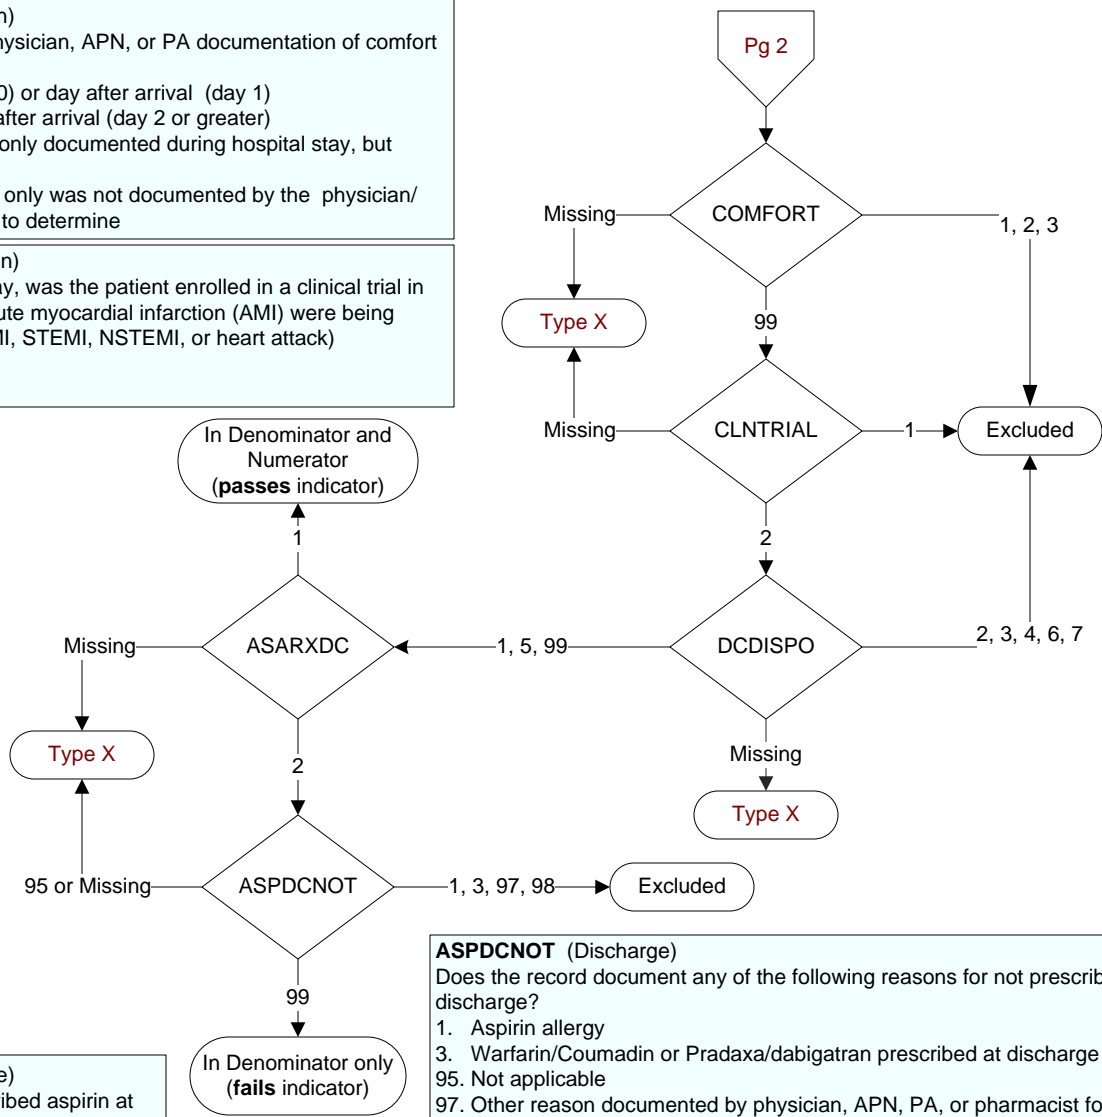 n)
hysician, APN, or PA documentation of comfort
0) or day after arrival (day 1)
after arrival (day 2 or greater)
only documented during hospital stay, but
only was not documented by the physician/
to determine
on)
ay, was the patient enrolled in a clinical trial in
ute myocardial infarction (AMI) were being
MI, STEMI, NSTEMI, or heart attack)
Pg 2
COMFORT
Missing
1, 2, 3
Type X
99
Missing
CLNTRIAL
1
Excluded
In Denominator and
Numerator
(passes indicator)
2
1
Missing
ASARXDC
1, 5, 99
DCDISPO
2, 3, 4, 6, 7
Type X
2
Missing
Type X
95 or Missing
ASPDCNOT
1, 3, 97, 98
Excluded
99
In Denominator only
(fails indicator)
ASPDCNOT (Discharge)
Does the record document any of the following reasons for not prescrib
discharge?
1. Aspirin allergy
3. Warfarin/Coumadin or Pradaxa/dabigatran prescribed at discharge
95. Not applicable
97. Other reason documented by physician, APN, PA, or pharmacist fo
e)
ribed aspirin at